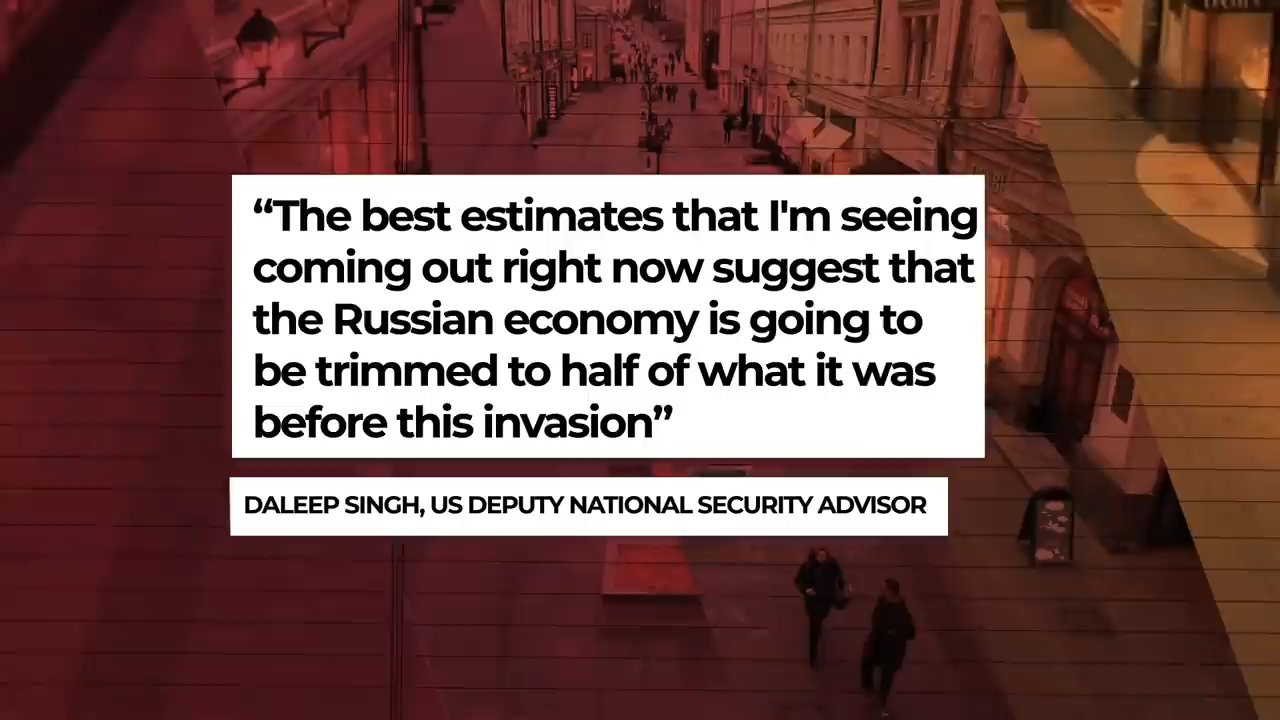 “The best estimates that I'm seeing
coming out right now suggest that
the Russian economy is going to
be trimmed to half of what it was
before this invasion”
DALEEP SINGH, US DEPUTY NATIONAL SECURITY ADVISOR